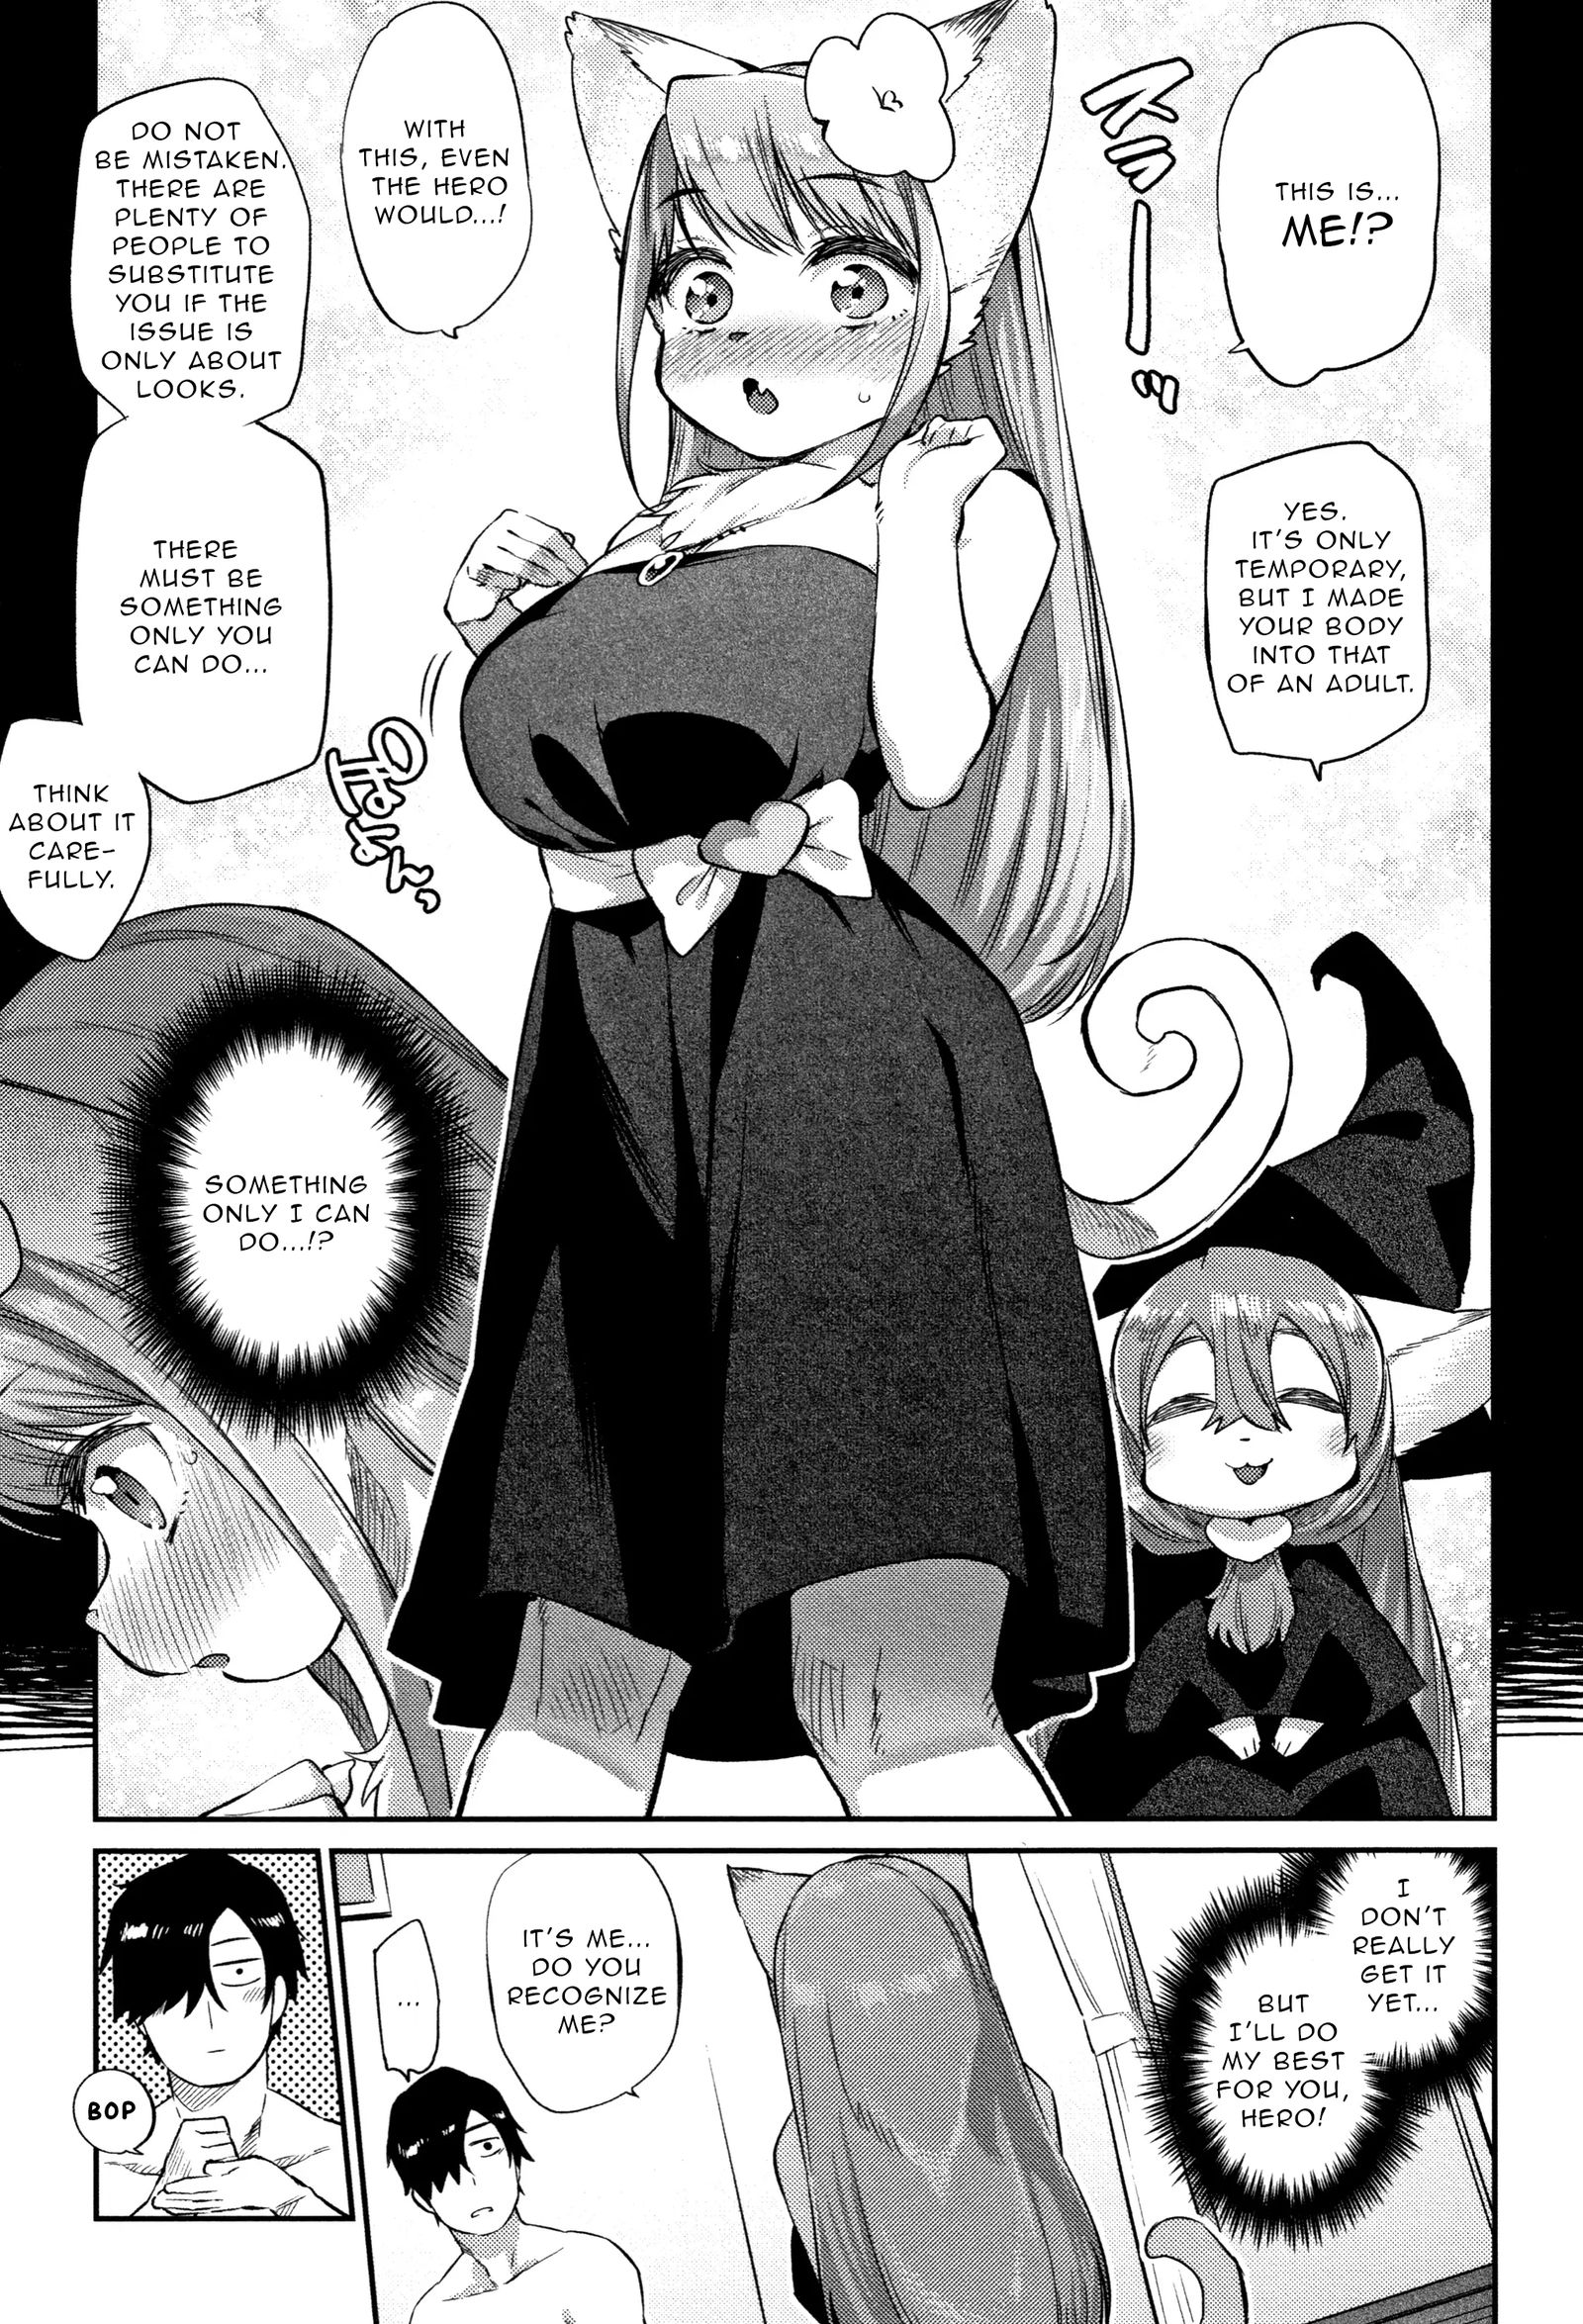 THIS IS...
ME!?
YES.
IT'S ONLY
TEMPORARY,
BUT I MADE
YOUR BODY
INTO THAT
OF AN ADULT.
WITH
THIS, EVEN
THE HERO
WOULD...!
DO NOT
BE MISTAKEN.
THERE ARE
PLENTY OF
PEOPLE TO
SUBSTITUTE
YOU IF THE
ISSUE IS
ONLY ABOUT
LOOKS.
THERE
MUST BE
SOMETHING
ONLY YOU
CAN DO...
THINK
ABOUT IT
CARE-
FULLY.
SOMETHING
ONLY I CAN
DO...!?
I
DON'T
REALLY
GET IT
YET...
BUT
I'LL DO
MY BEST
FOR YOU,
HERO!
IT'S ME...
DO YOU
RECOGNIZE
ME?
...
BOP